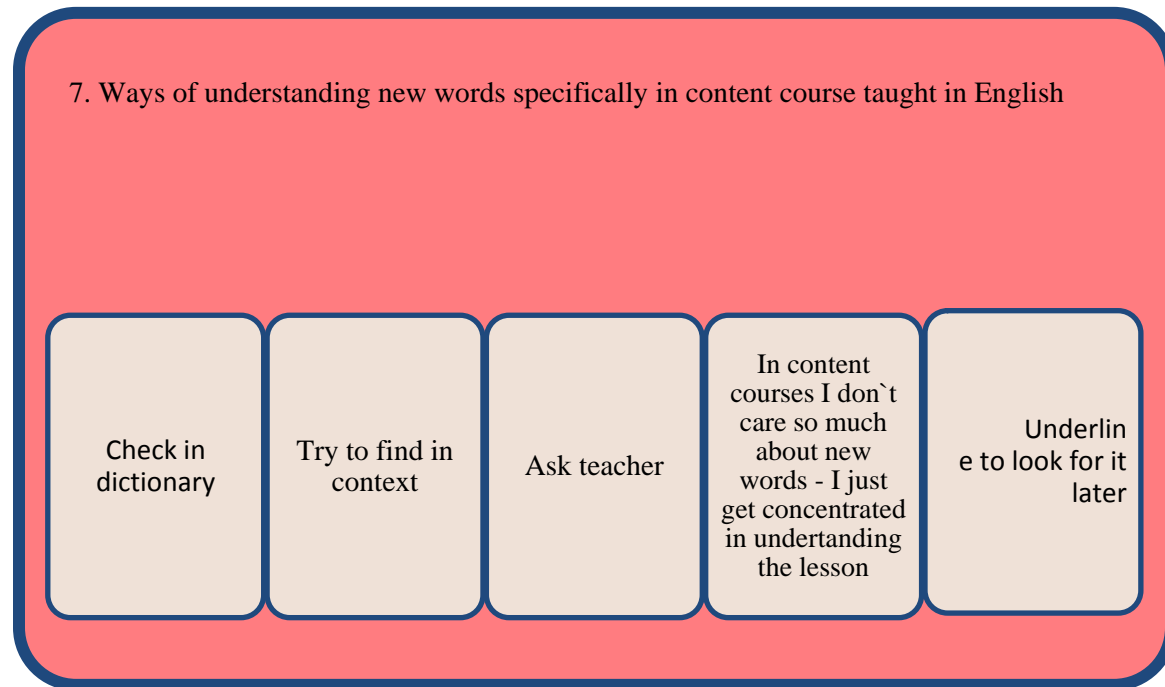 7. Ways of understanding new words specifically in content course taught in English
Check in
dictionary
Try to find in
context
Ask teacher
In content
courses I don`t
care so much
about new
words - I just
get concentrated
in undertanding
the lesson
Underlin
e to look for it
later